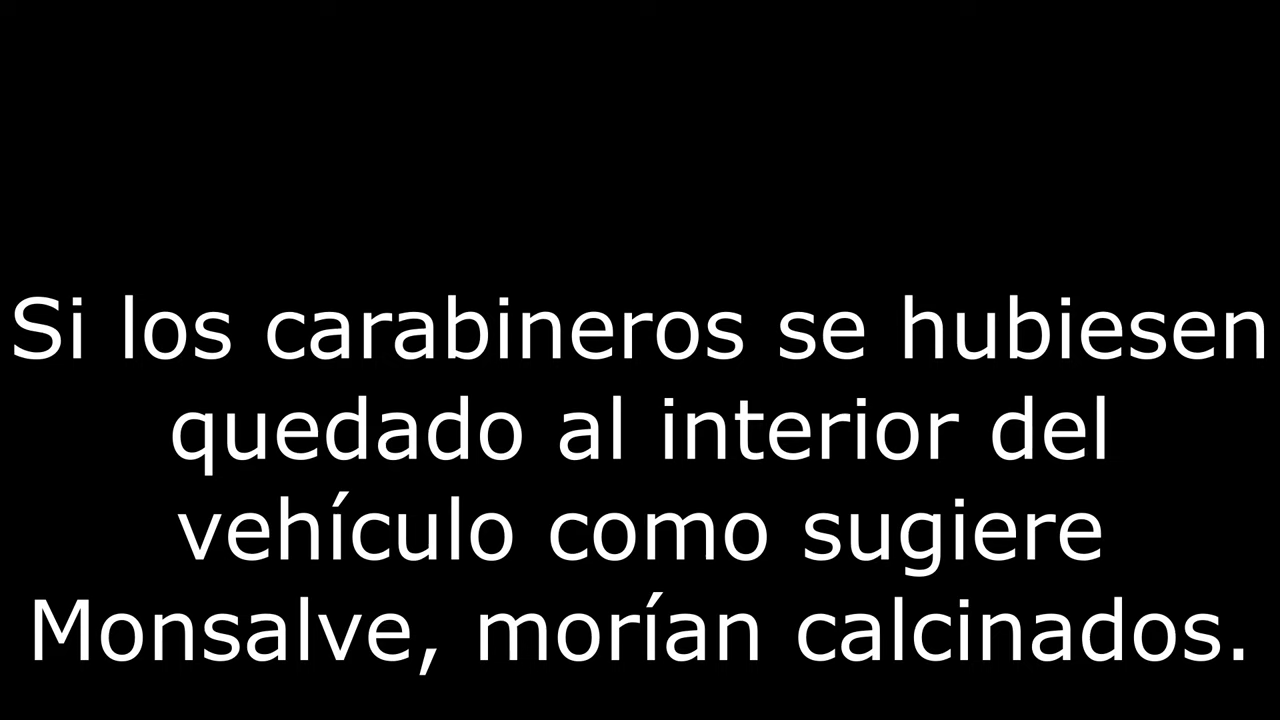 Si los carabineros se hubiesen
quedado al interior del
vehículo como sugiere
Monsalve, morían calcinados.